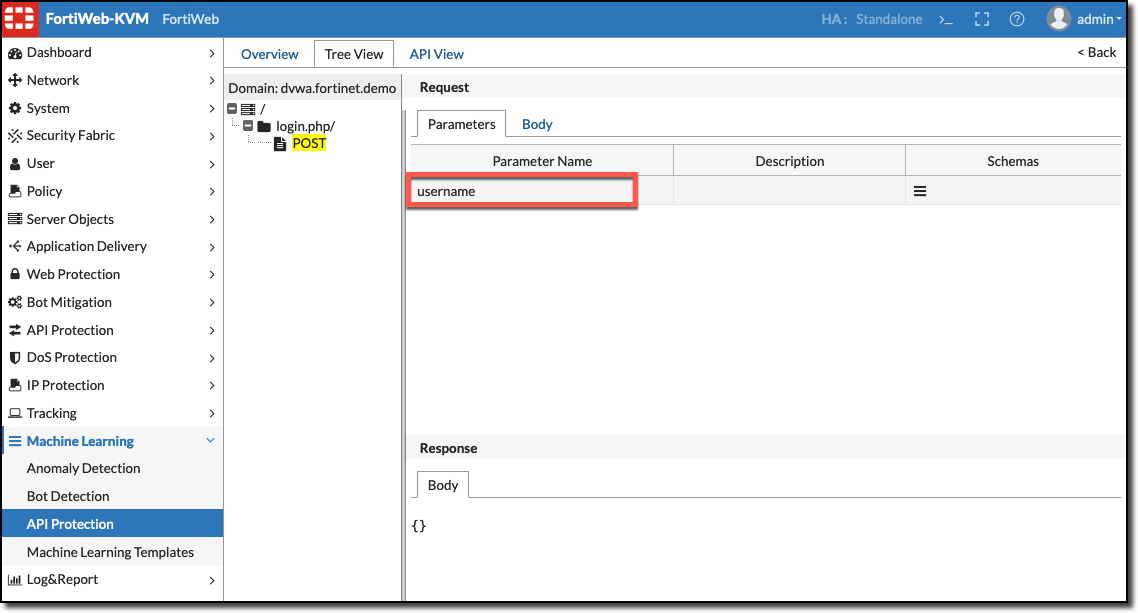 FortiWeb-KVM FortiWeb HA: Standalone >_ admin
Dashboard
Network
System
Security Fabric
User
Policy
Server Objects
Application Delivery
Web Protection
Bot Mitigation
API Protection
DoS Protection
IP Protection
Tracking
Machine Learning
Anomaly Detection
Bot Detection
API Protection
Machine Learning Templates
Log&Report
Overview Tree View API View < Back
Domain: dvwa.fortinet.demo
/
login.php/
POST
Request
Parameters Body
Parameter Name Description Schemas
username
Response
Body
{}